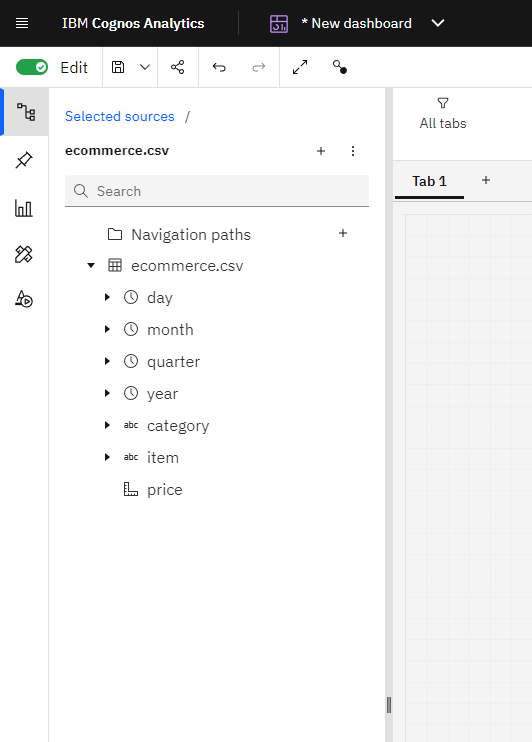 IBM Cognos Analytics
* New dashboard
Edit
Selected sources /
All tabs
ecommerce.csv
Tab 1
Search
Navigation paths
ecommerce.csv
day
month
quarter
year
abc category
abc item
price